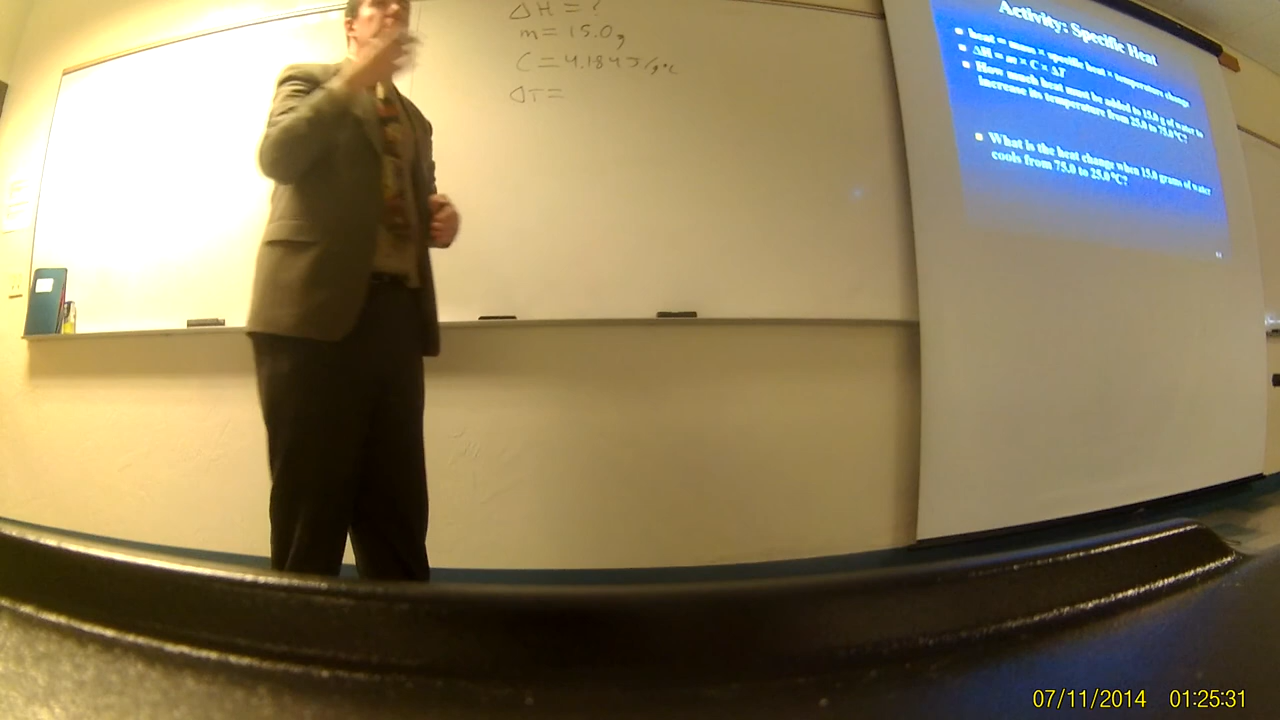 ΔH = ?
m = 15.0g
C = 4.184 J/g°C
ΔT =
Activity: Specific Heat
heat = mass × specific heat × temperature change
ΔH = m × C × ΔT
How much heat must be added to 15.0 g of water to
increase its temperature from 25.0 to 75.0 °C?
What is the heat change when 15.0 grams of water
cools from 75.0 to 25.0 °C?
07/11/2014 01:25:31